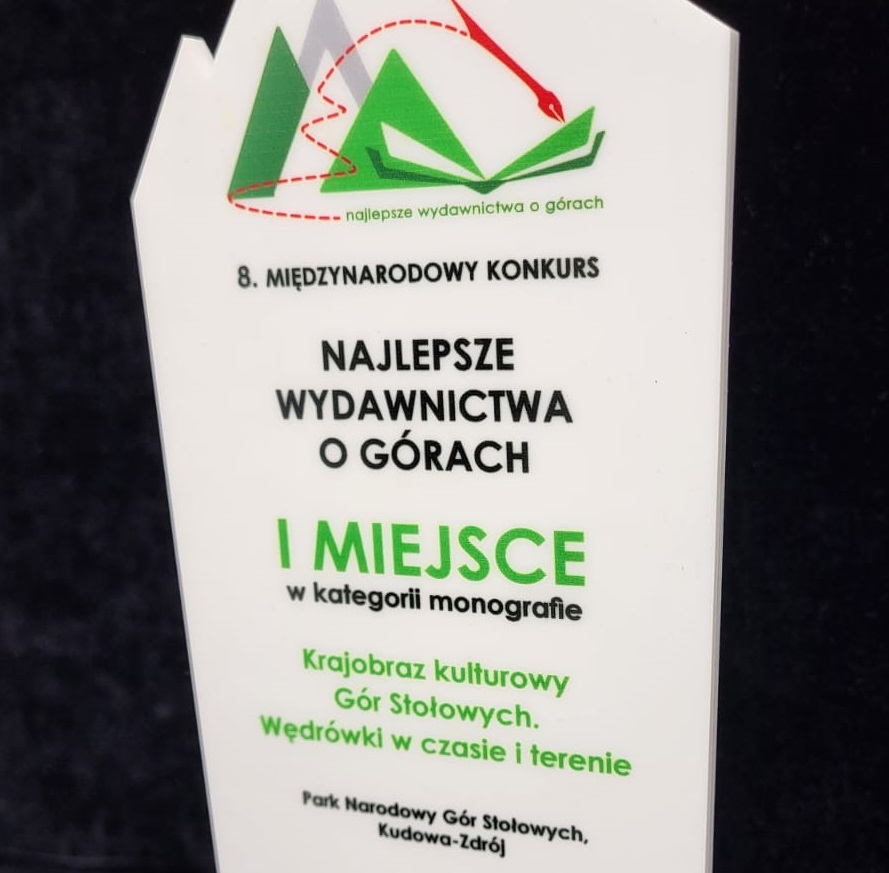 najlepsze wydawnictwa o górach
8. MIĘDZYNARODOWY KONKURS
NAJLEPSZE
WYDAWNICTWA
O GÓRACH
I MIEJSCE
w kategorii monografie
Krajobraz kulturowy
Gór Stołowych.
Wędrówki w czasie i terenie
Park Narodowy Gór Stołowych,
Kudowa-Zdrój